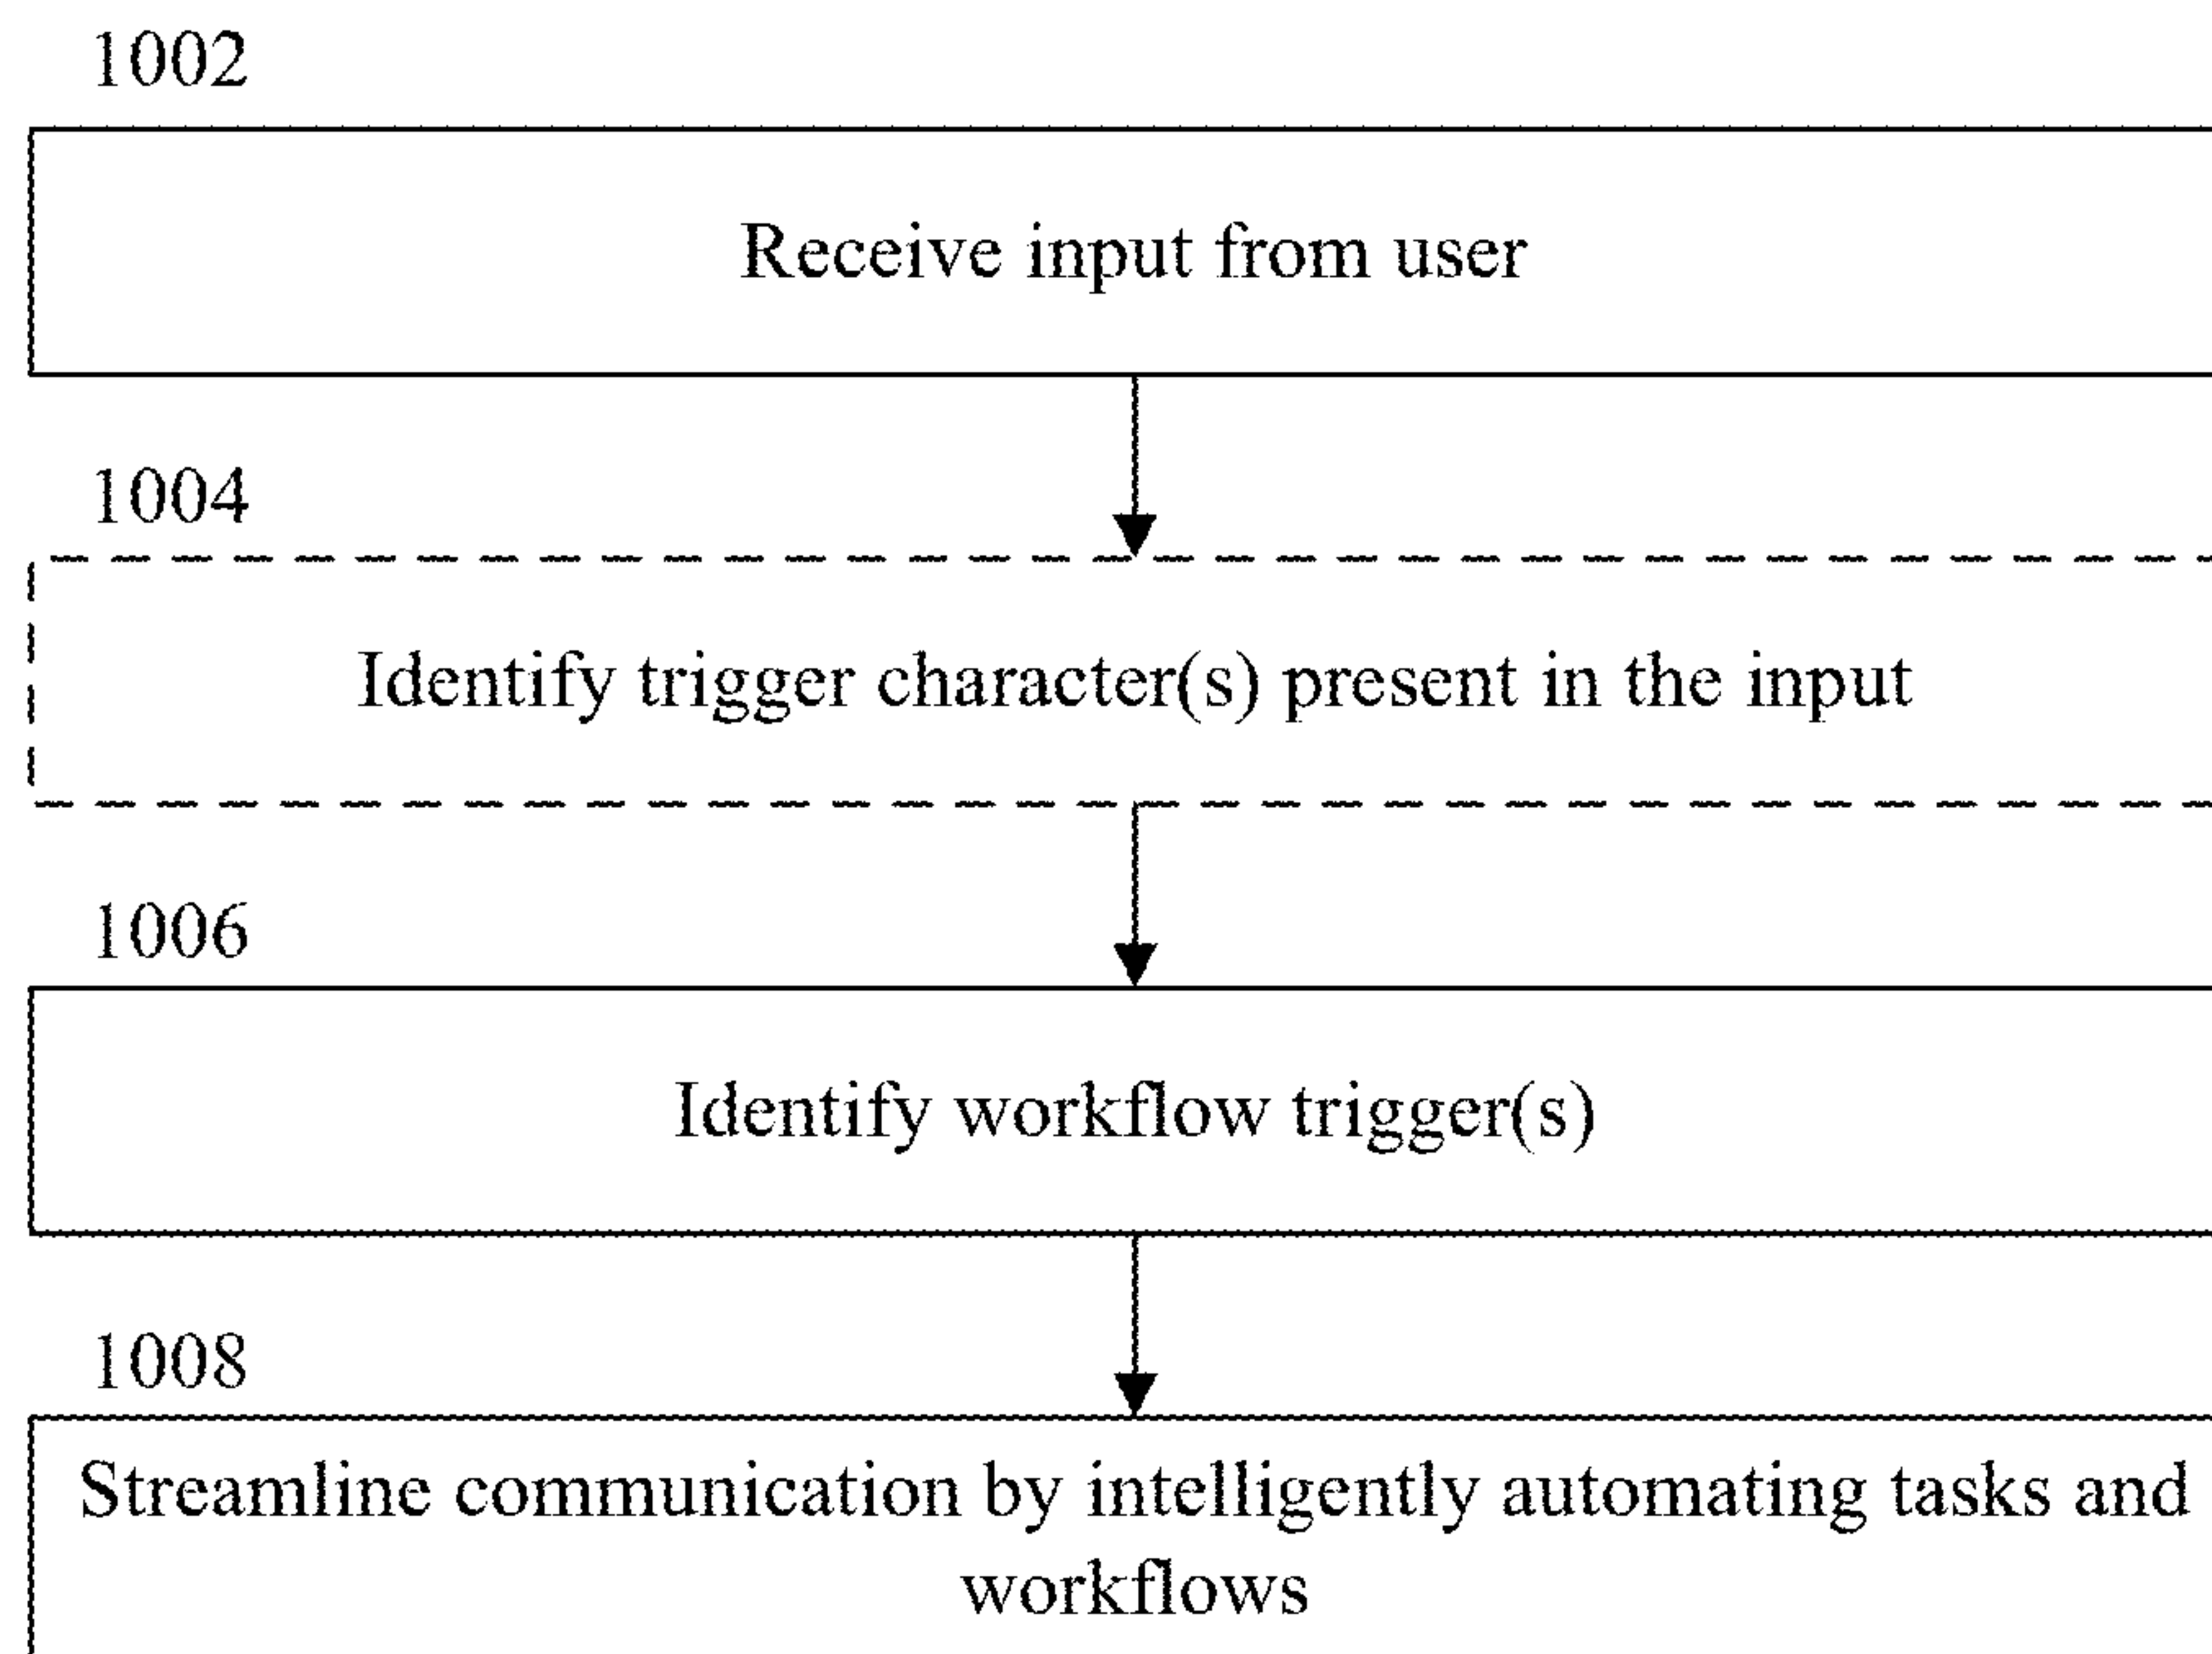 1002
Receive input from user
1004
Identify trigger character(s) present in the input
1006
Identify workflow trigger(s)
1008
Streamline communication by intelligently automating tasks and
workflows